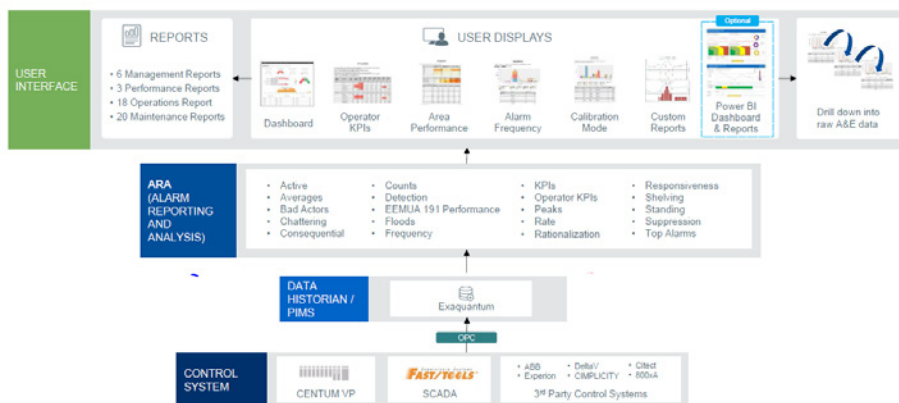 USER
INTERFACE
REPORTS
• 6 Management Reports
• 3 Performance Reports
• 18 Operations Report
• 20 Maintenance Reports
USER DISPLAYS
Dashboard
Operator
KPIs
Area
Performance
Alarm
Frequency
Calibration
Mode
Custom
Reports
Optional
Power BI
Dashboard
& Reports
Drill down into
raw A&E data
ARA
(ALARM
REPORTING
AND
ANALYSIS)
• Active
• Averages
• Bad Actors
• Chattering
• Consequential
• Counts
• Detection
• EEMUA 191 Performance
• Floods
• Frequency
• KPIs
• Operator KPIs
• Peaks
• Rate
• Rationalization
• Responsiveness
• Shelving
• Standing
• Suppression
• Top Alarms
DATA
HISTORIAN /
PIMS
Exaquantum
OPC
CONTROL
SYSTEM
CENTUM VP
FAST/TOOLS
SCADA
• ABB
• Experion
• DeltaV
• CIMPLICITY
• Citect
• 800xA
3rd Party Control Systems